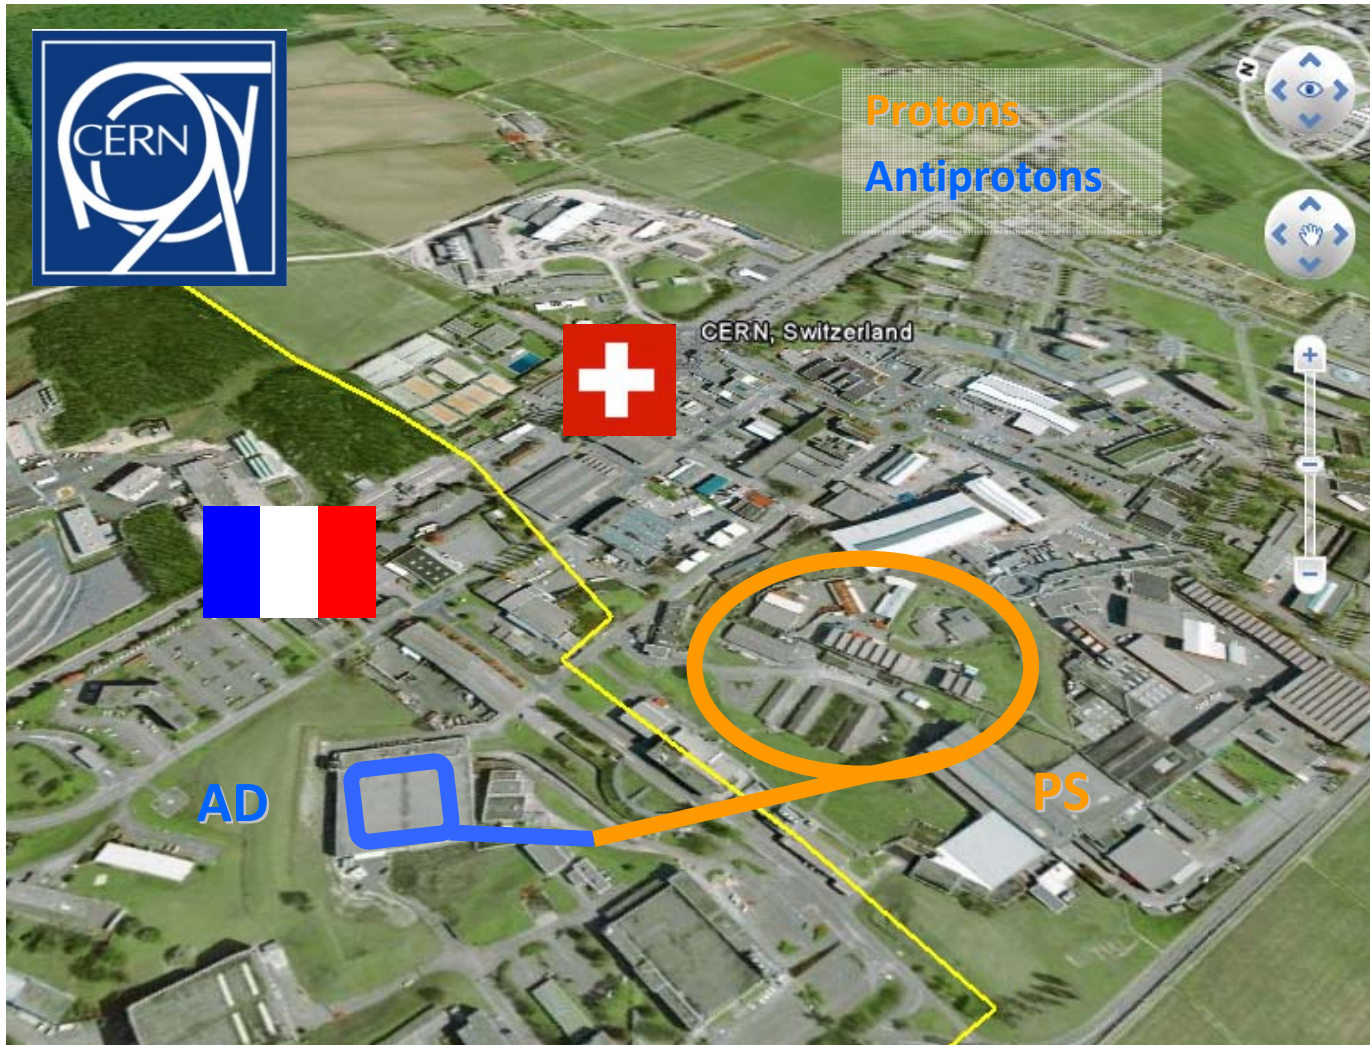 CERN
Protons
Antiprotons
N
CERN, Switzerland
AD
PS